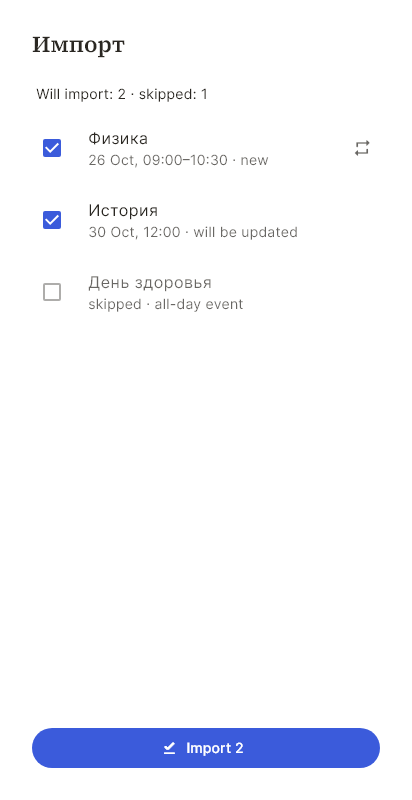 Импорт
Will import: 2 · skipped: 1
Физика
26 Oct, 09:00–10:30 · new
История
30 Oct, 12:00 · will be updated
День здоровья
skipped · all-day event
Import 2